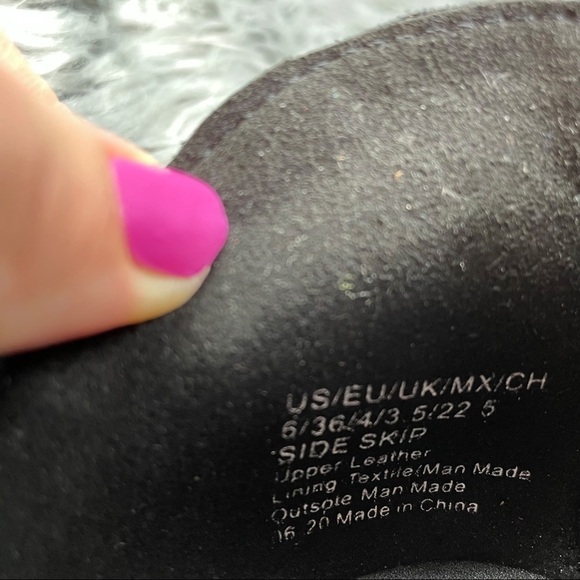 US/EU/UK/MX/CH
6/36/4/3.5/22 5
SIDE SKIP
Upper Leather
Lining Textile/Man Made
Outsole Man Made
16 20 Made in China